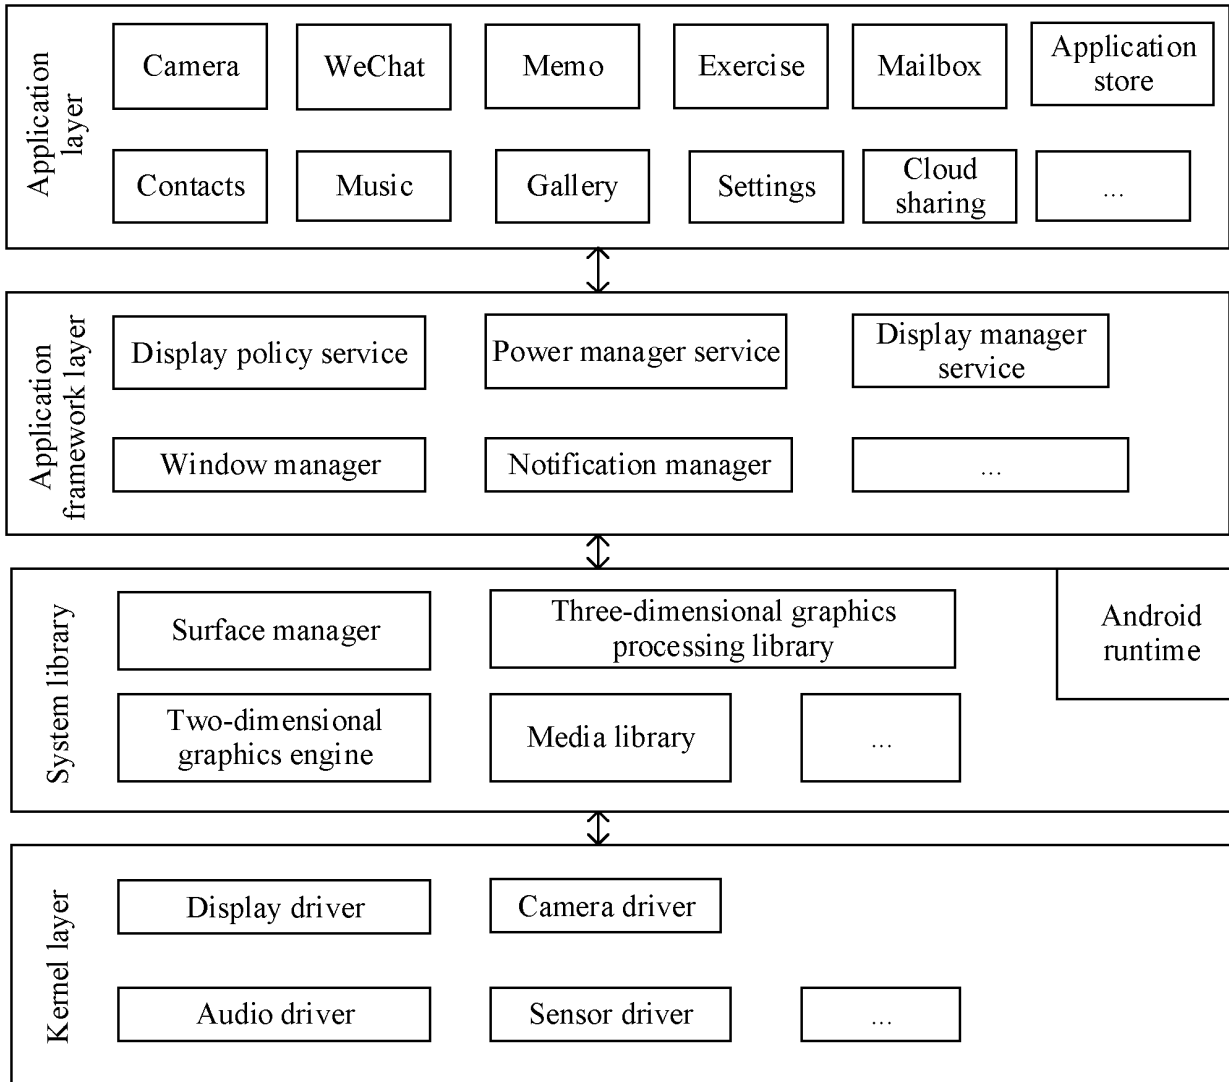 Application
layer
Camera
WeChat
Memo
Exercise
Mailbox
Application
store
Contacts
Music
Gallery
Settings
Cloud
sharing
...
Application
framework layer
Display policy service
Power manager service
Display manager
service
Window manager
Notification manager
...
System library
Surface manager
Three-dimensional graphics
processing library
Android
runtime
Two-dimensional
graphics engine
Media library
...
Kernel layer
Display driver
Camera driver
Audio driver
Sensor driver
...